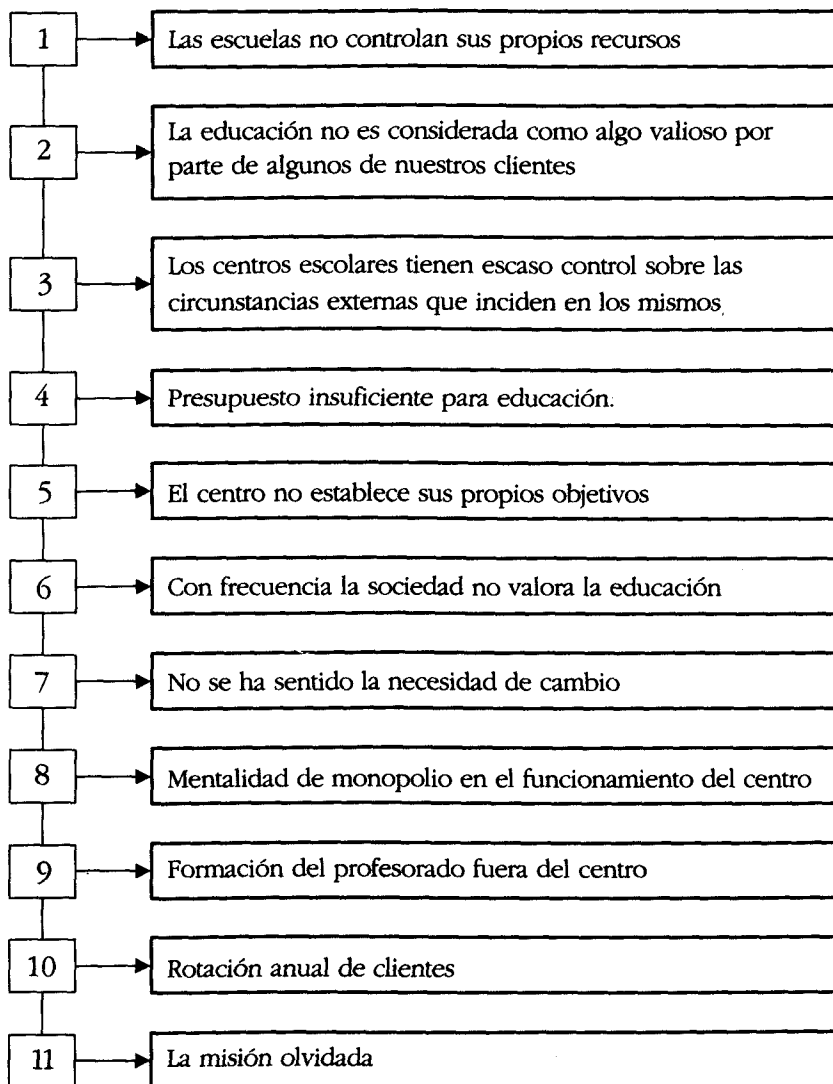 1 Las escuelas no controlan sus propios recursos
2 La educación no es considerada como algo valioso por
parte de algunos de nuestros clientes
3 Los centros escolares tienen escaso control sobre las
circunstancias externas que inciden en los mismos
4 Presupuesto insuficiente para educación.
5 El centro no establece sus propios objetivos
6 Con frecuencia la sociedad no valora la educación
7 No se ha sentido la necesidad de cambio
8 Mentalidad de monopolio en el funcionamiento del centro
9 Formación del profesorado fuera del centro
10 Rotación anual de clientes
11 La misión olvidada